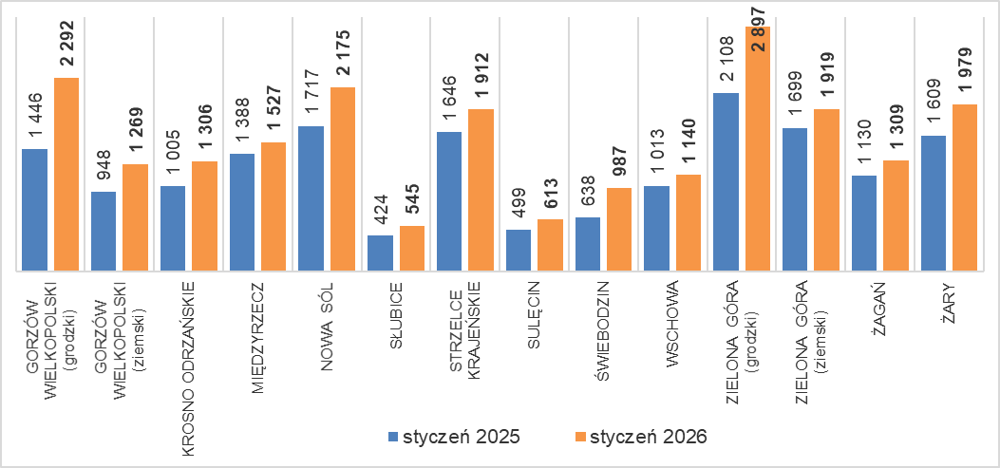 1 446
2 292
948
1 269
1 005
1 306
1 388
1 527
1 717
2 175
424
545
1 646
1 912
499
613
638
987
1 013
1 140
2 108
2 897
1 699
1 919
1 130
1 309
1 609
1 979
GORZÓW
WIELKOPOLSKI
(grodzki)
GORZÓW
WIELKOPOLSKI
(ziemski)
KROSNO ODRZAŃSKIE
MIĘDZYRZECZ
NOWA SÓL
SŁUBICE
STRZELCE
KRAJEŃSKIE
SULĘCIN
ŚWIEBODZIN
WSCHOWA
ZIELONA GÓRA
(grodzki)
ZIELONA GÓRA
(ziemski)
ŻAGAŃ
ŻARY
styczeń 2025
styczeń 2026